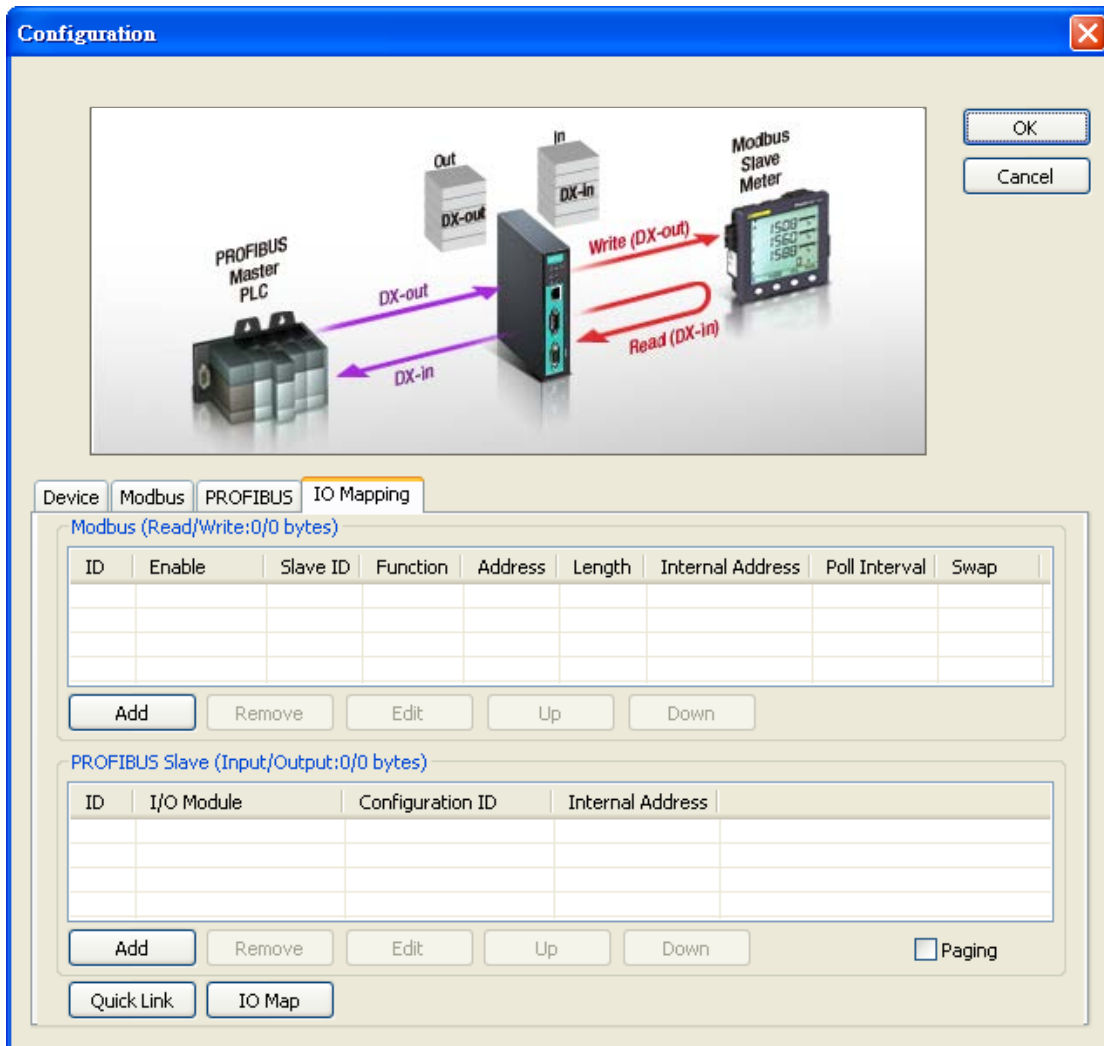 Configuration
OK
Cancel
Out
DX-out
In
DX-in
Modbus
Slave
Meter
1508
1560
1588
PROFIBUS
Master
PLC
DX-out
DX-in
Write (DX-out)
Read (DX-in)
Device Modbus PROFIBUS IO Mapping
Modbus (Read/Write:0/0 bytes)
ID Enable Slave ID Function Address Length Internal Address Poll Interval Swap
Add Remove Edit Up Down
PROFIBUS Slave (Input/Output:0/0 bytes)
ID I/O Module Configuration ID Internal Address
Add Remove Edit Up Down Paging
Quick Link IO Map